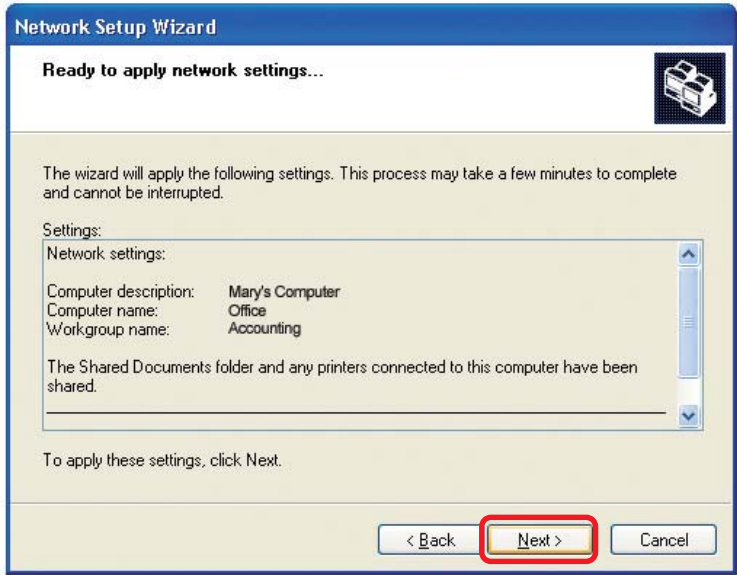 Network Setup Wizard
Ready to apply network settings...
The wizard will apply the following settings. This process may take a few minutes to complete
and cannot be interrupted.
Settings:
Network settings:
Computer description: Mary's Computer
Computer name: Office
Workgroup name: Accounting
The Shared Documents folder and any printers connected to this computer have been
shared.
To apply these settings, click Next.
< Back Next > Cancel